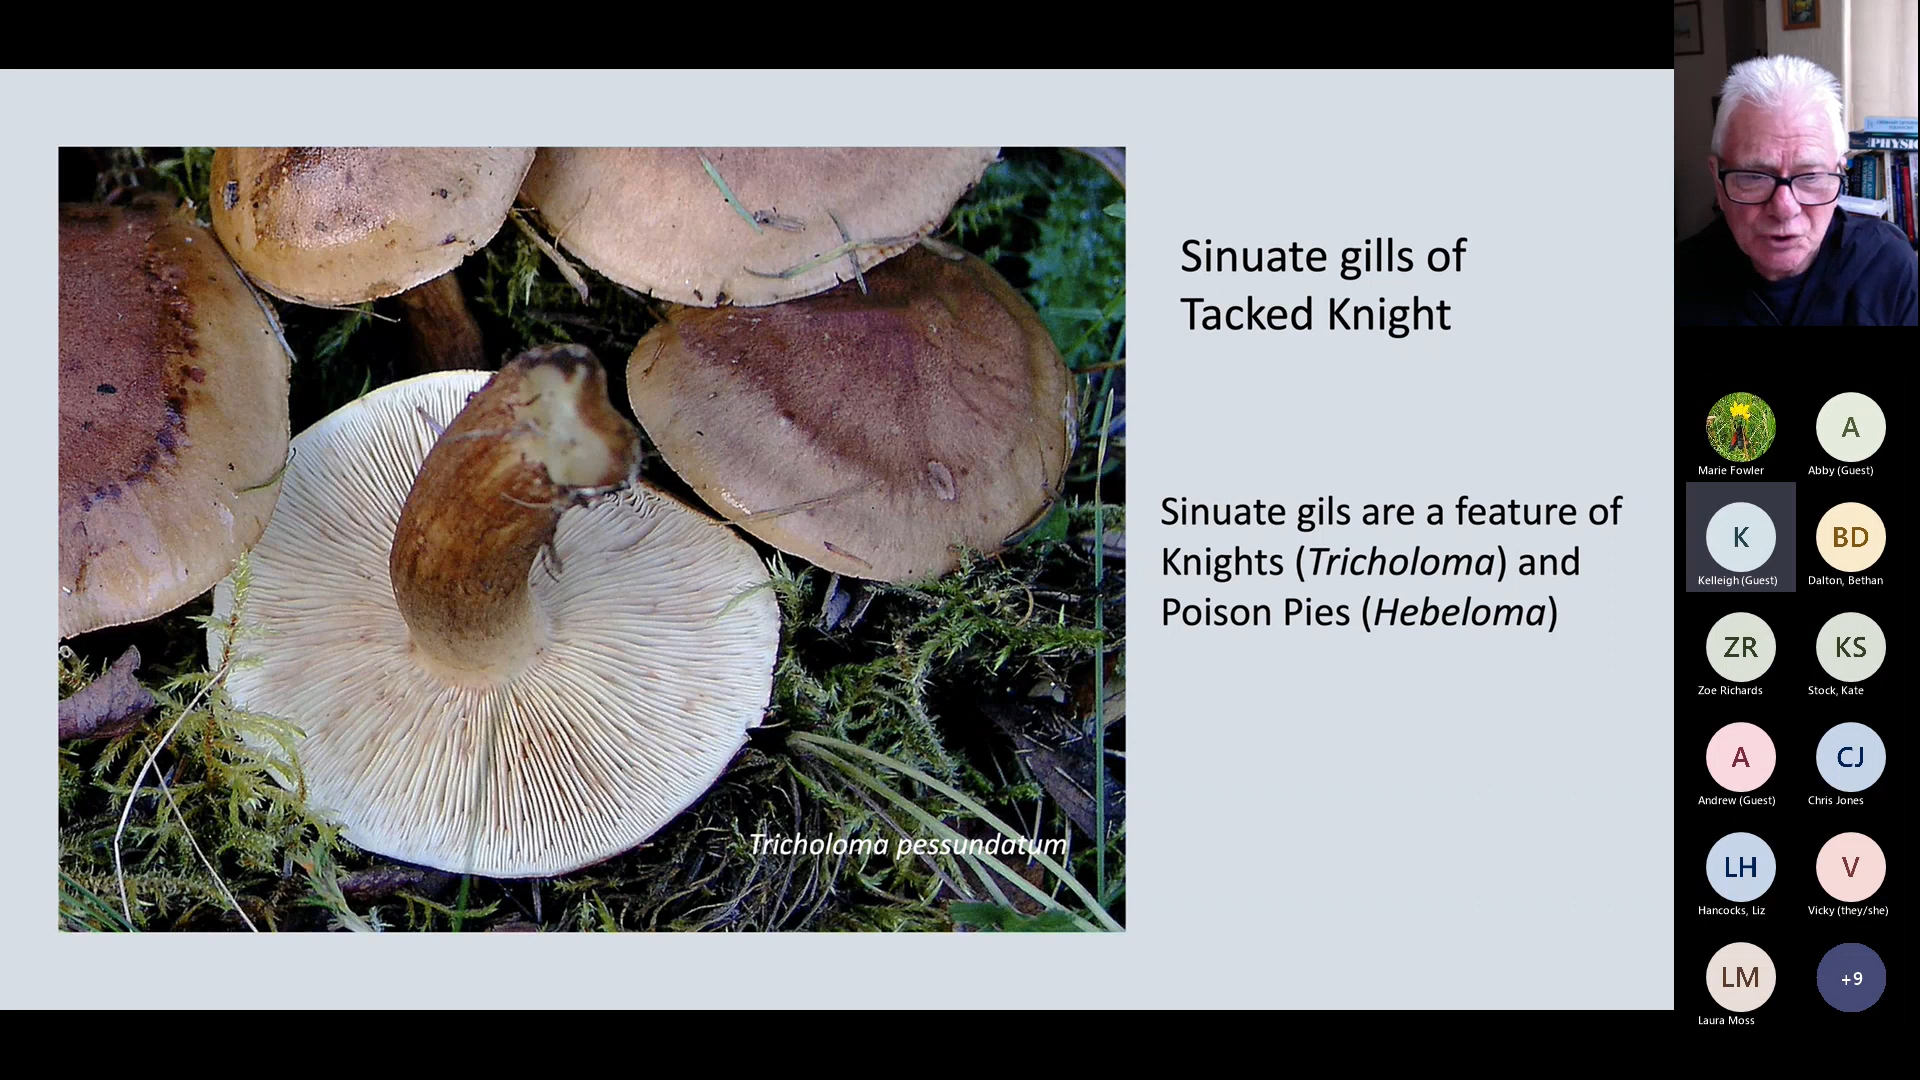 Sinuate gills of
Tacked Knight
Sinuate gils are a feature of
Knights (Tricholoma) and
Poison Pies (Hebeloma)
Tricholoma pessundatum
PHYSIC
Marie Fowler
A
Abby (Guest)
K
Kelleigh (Guest)
BD
Dalton, Bethan
ZR
Zoe Richards
KS
Stock, Kate
A
Andrew (Guest)
CJ
Chris Jones
LH
Hancocks, Liz
V
Vicky (they/she)
LM
Laura Moss
+9